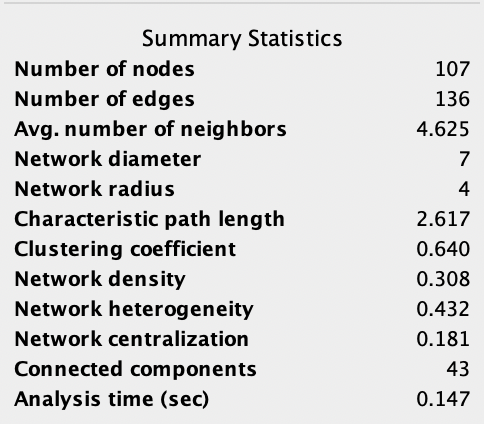 Summary Statistics
Number of nodes 107
Number of edges 136
Avg. number of neighbors 4.625
Network diameter 7
Network radius 4
Characteristic path length 2.617
Clustering coefficient 0.640
Network density 0.308
Network heterogeneity 0.432
Network centralization 0.181
Connected components 43
Analysis time (sec) 0.147